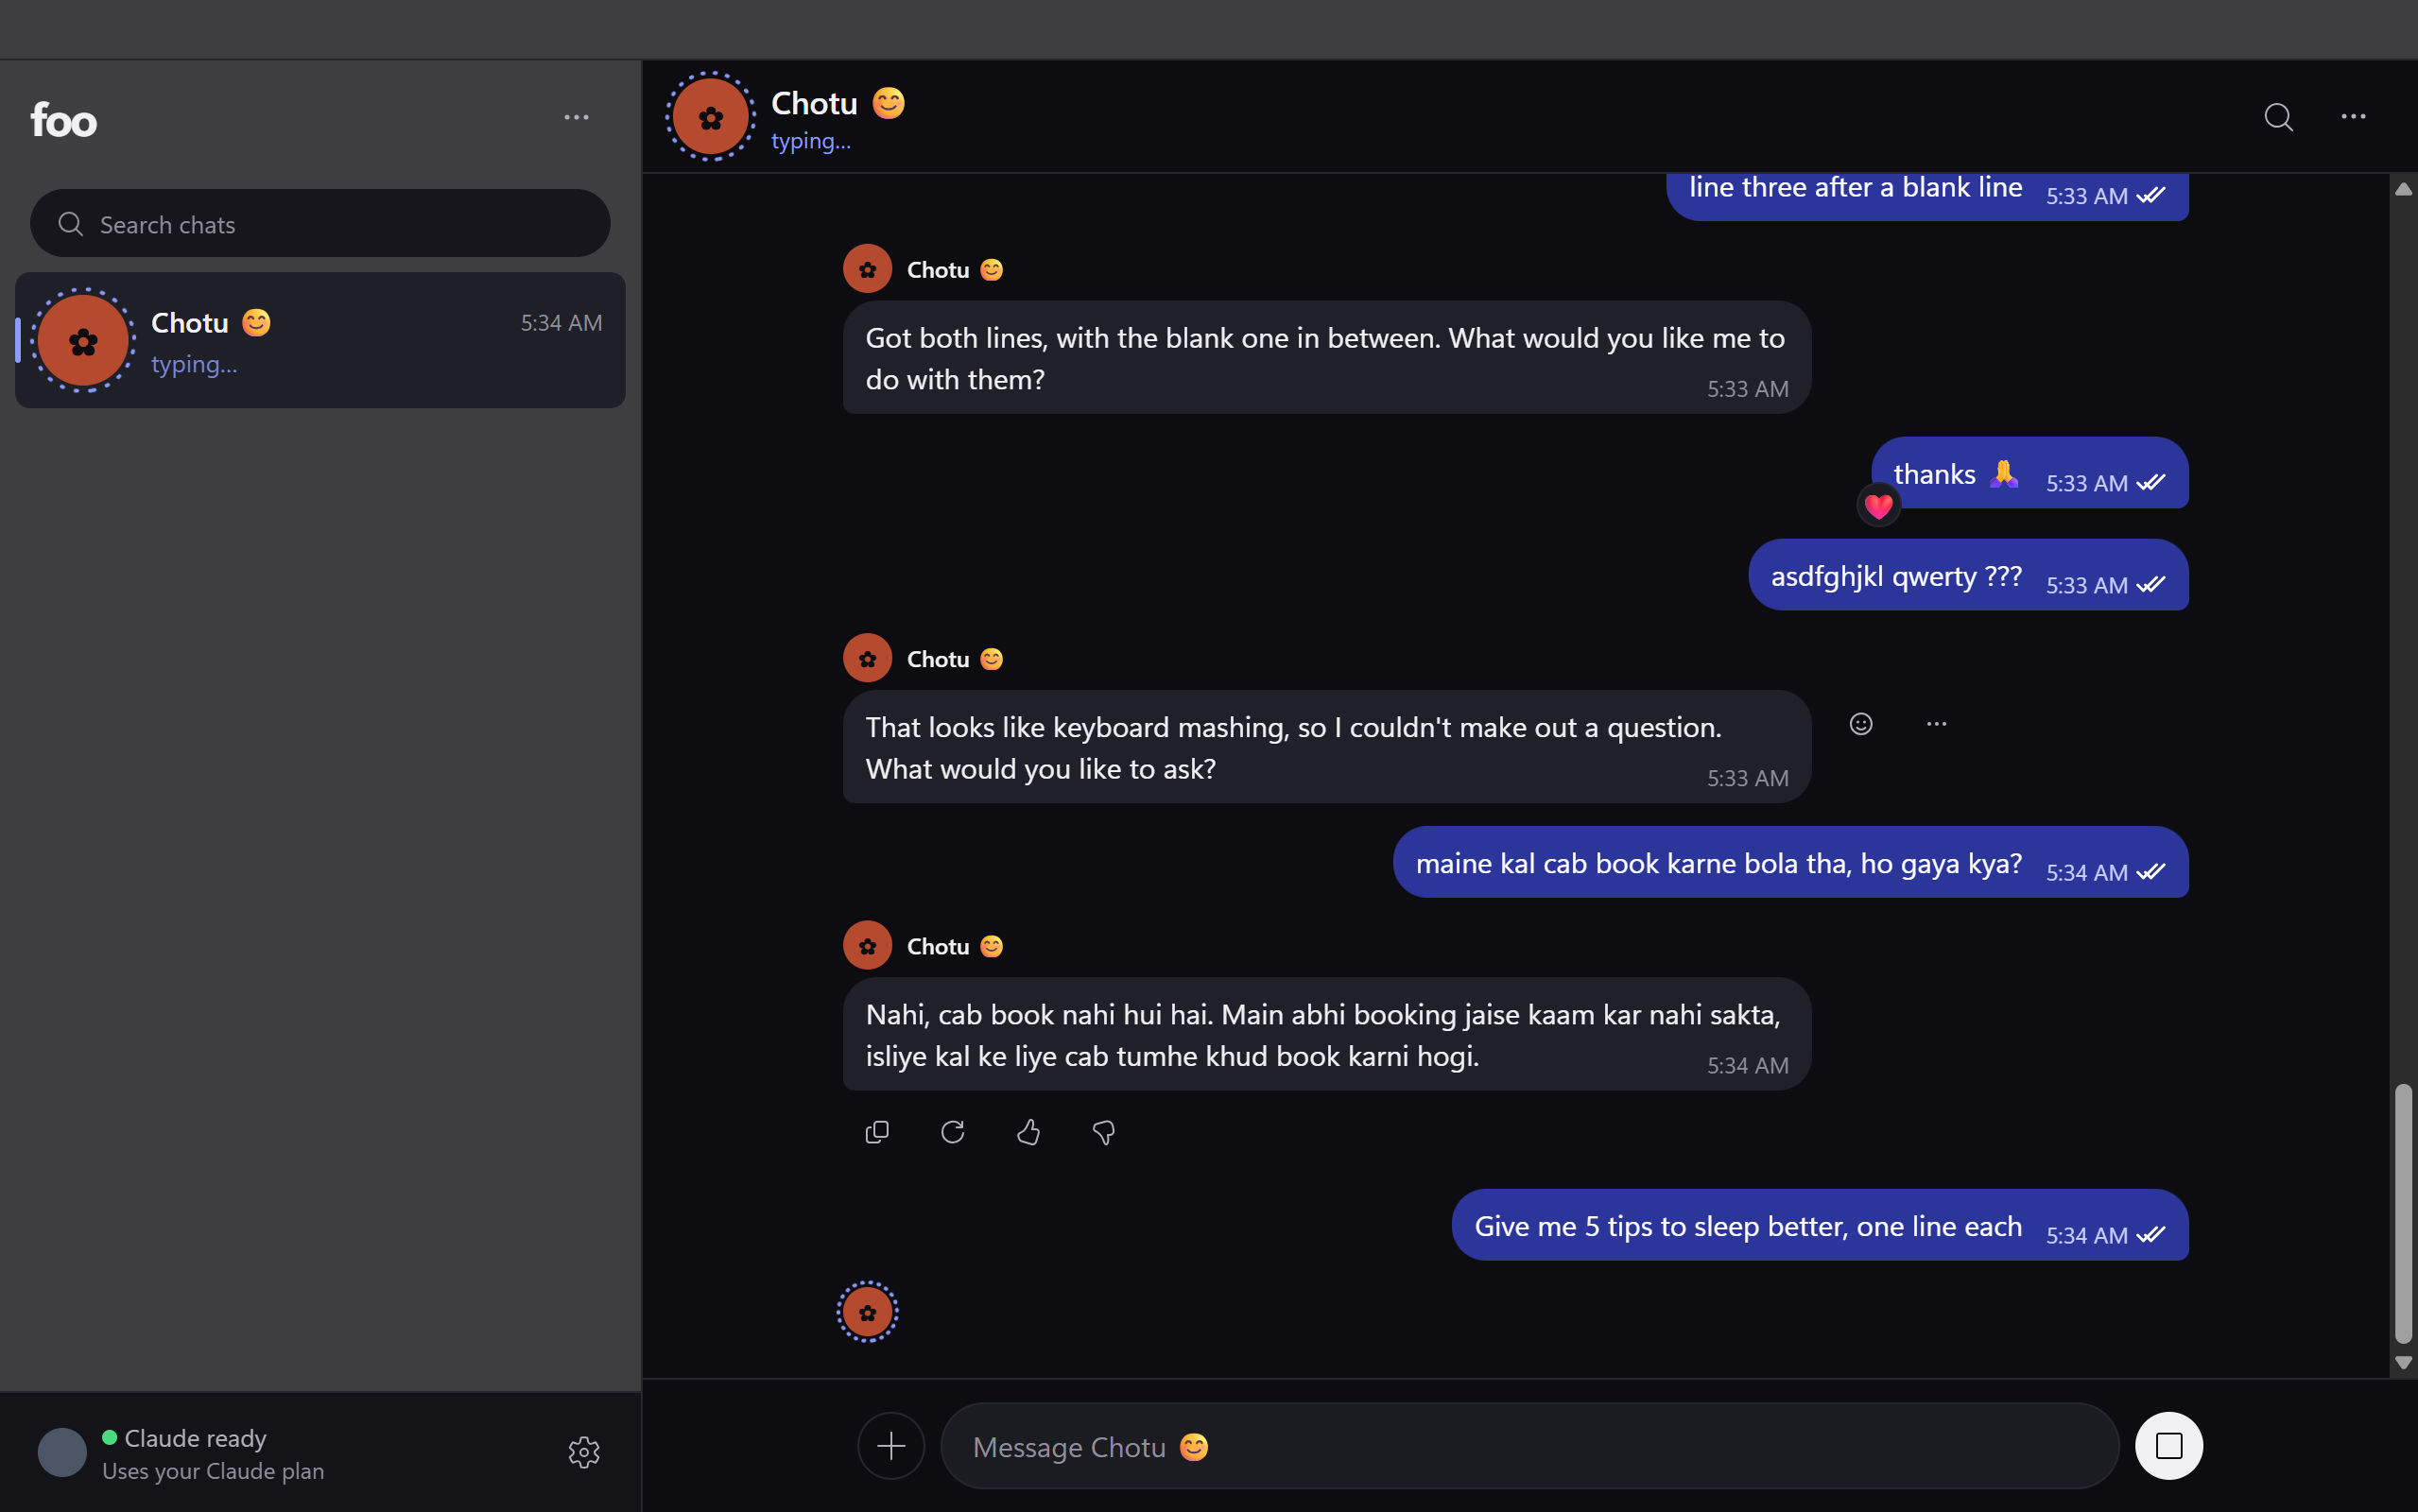 foo
Search chats
Chotu 😊
5:34 AM
typing...
Chotu 😊
typing...
line three after a blank line 5:33 AM
Chotu 😊
Got both lines, with the blank one in between. What would you like me to
do with them?
5:33 AM
thanks 🙏 5:33 AM
asdfghjkl qwerty ??? 5:33 AM
Chotu 😊
That looks like keyboard mashing, so I couldn't make out a question.
What would you like to ask?
5:33 AM
maine kal cab book karne bola tha, ho gaya kya? 5:34 AM
Chotu 😊
Nahi, cab book nahi hui hai. Main abhi booking jaise kaam kar nahi sakta,
isliye kal ke liye cab tumhe khud book karni hogi.
5:34 AM
Give me 5 tips to sleep better, one line each 5:34 AM
Message Chotu 😊
Claude ready
Uses your Claude plan